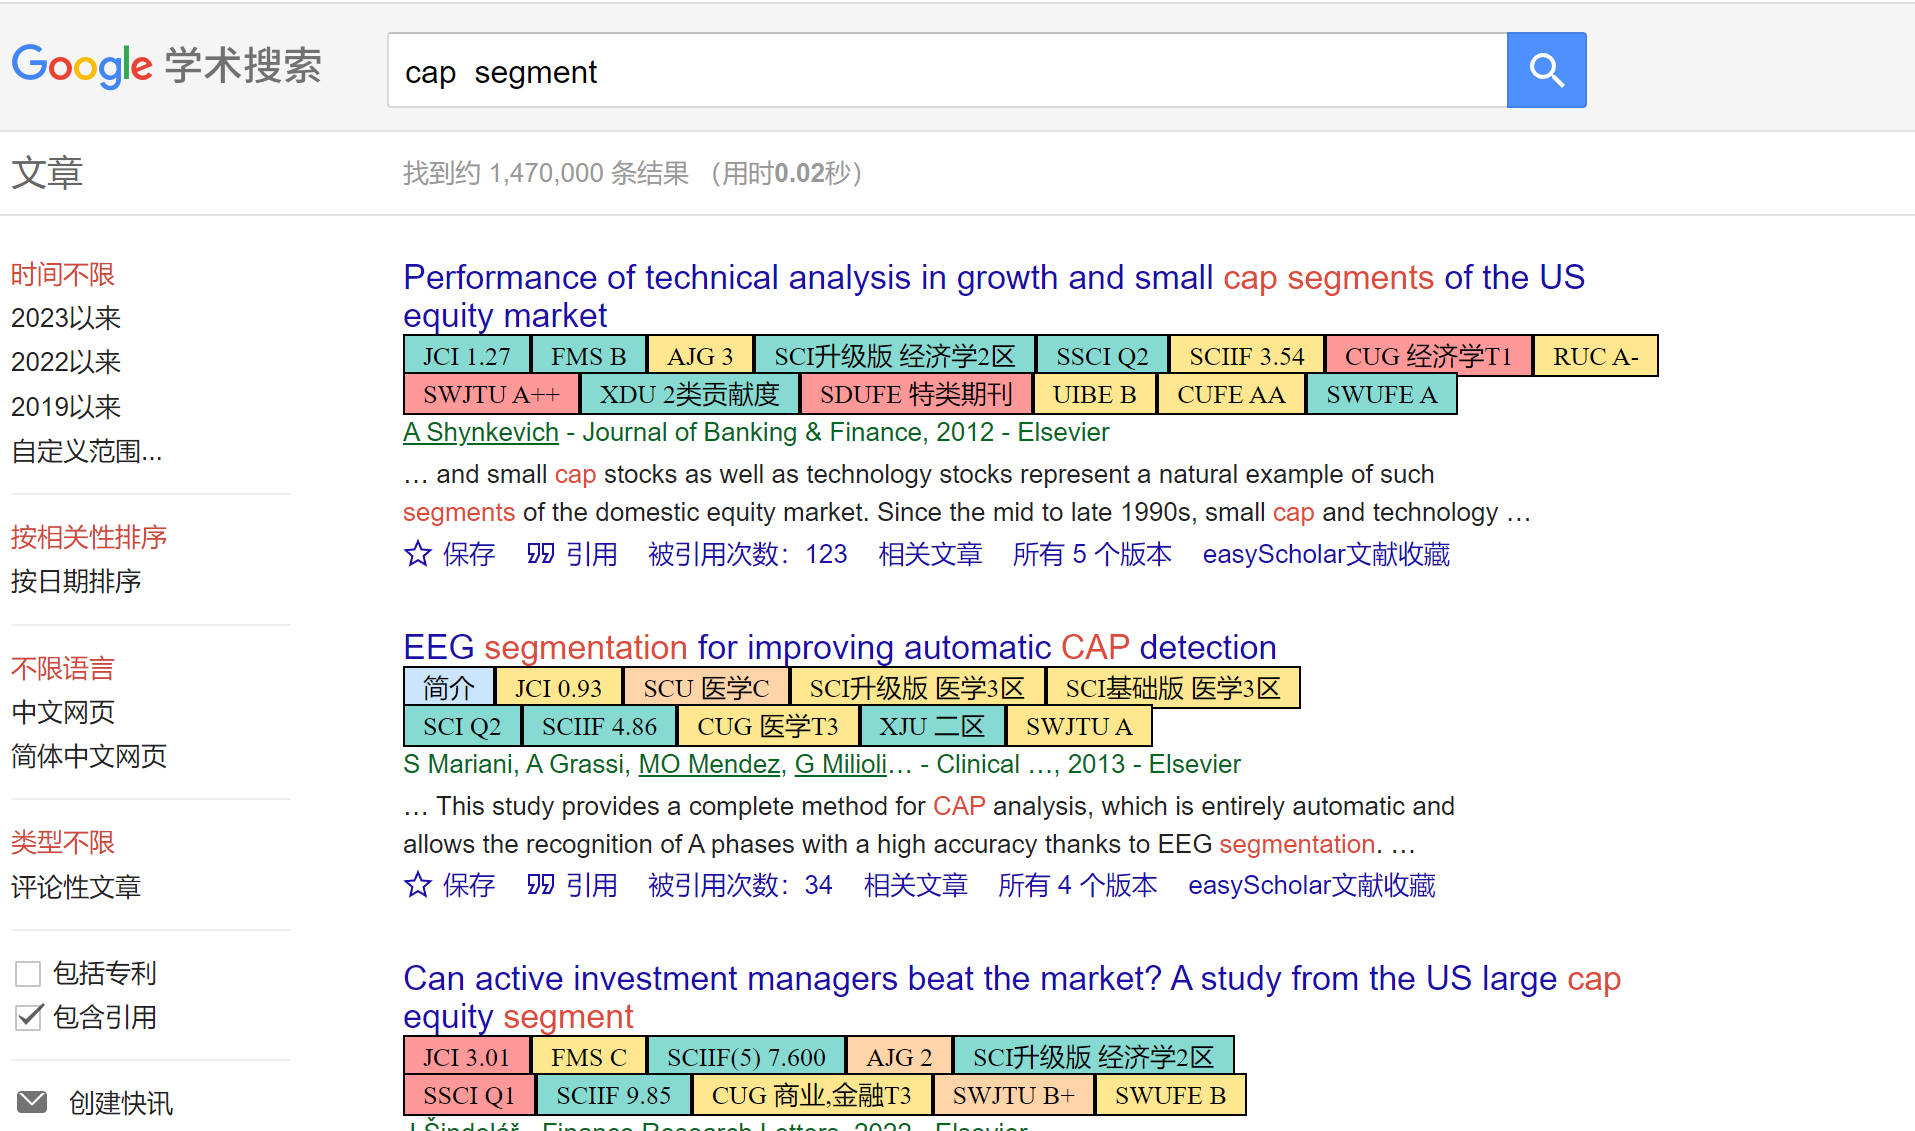 Google 学术搜索
cap segment
文章
找到约 1,470,000 条结果 （用时0.02秒）
时间不限
2023以来
2022以来
2019以来
自定义范围...
按相关性排序
按日期排序
不限语言
中文网页
简体中文网页
类型不限
评论性文章
包括专利
包含引用
创建快讯
Performance of technical analysis in growth and small cap segments of the US
equity market
JCI 1.27 FMS B AJG 3 SCI升级版 经济学2区 SSCI Q2 SCIIF 3.54 CUG 经济学T1 RUC A-
SWJTU A++ XDU 2类贡献度 SDUFE 特类期刊 UIBE B CUFE AA SWUFE A
A Shynkevich - Journal of Banking & Finance, 2012 - Elsevier
… and small cap stocks as well as technology stocks represent a natural example of such
segments of the domestic equity market. Since the mid to late 1990s, small cap and technology …
保存 引用 被引用次数：123 相关文章 所有 5 个版本 easyScholar文献收藏
EEG segmentation for improving automatic CAP detection
简介 JCI 0.93 SCU 医学C SCI升级版 医学3区 SCI基础版 医学3区
SCI Q2 SCIIF 4.86 CUG 医学T3 XJU 二区 SWJTU A
S Mariani, A Grassi, MO Mendez, G Milioli… - Clinical …, 2013 - Elsevier
… This study provides a complete method for CAP analysis, which is entirely automatic and
allows the recognition of A phases with a high accuracy thanks to EEG segmentation. …
保存 引用 被引用次数：34 相关文章 所有 4 个版本 easyScholar文献收藏
Can active investment managers beat the market? A study from the US large cap
equity segment
JCI 3.01 FMS C SCIIF(5) 7.600 AJG 2 SCI升级版 经济学2区
SSCI Q1 SCIIF 9.85 CUG 商业,金融T3 SWJTU B+ SWUFE B
J Šindelář - Finance Research Letters, 2022 - Elsevier